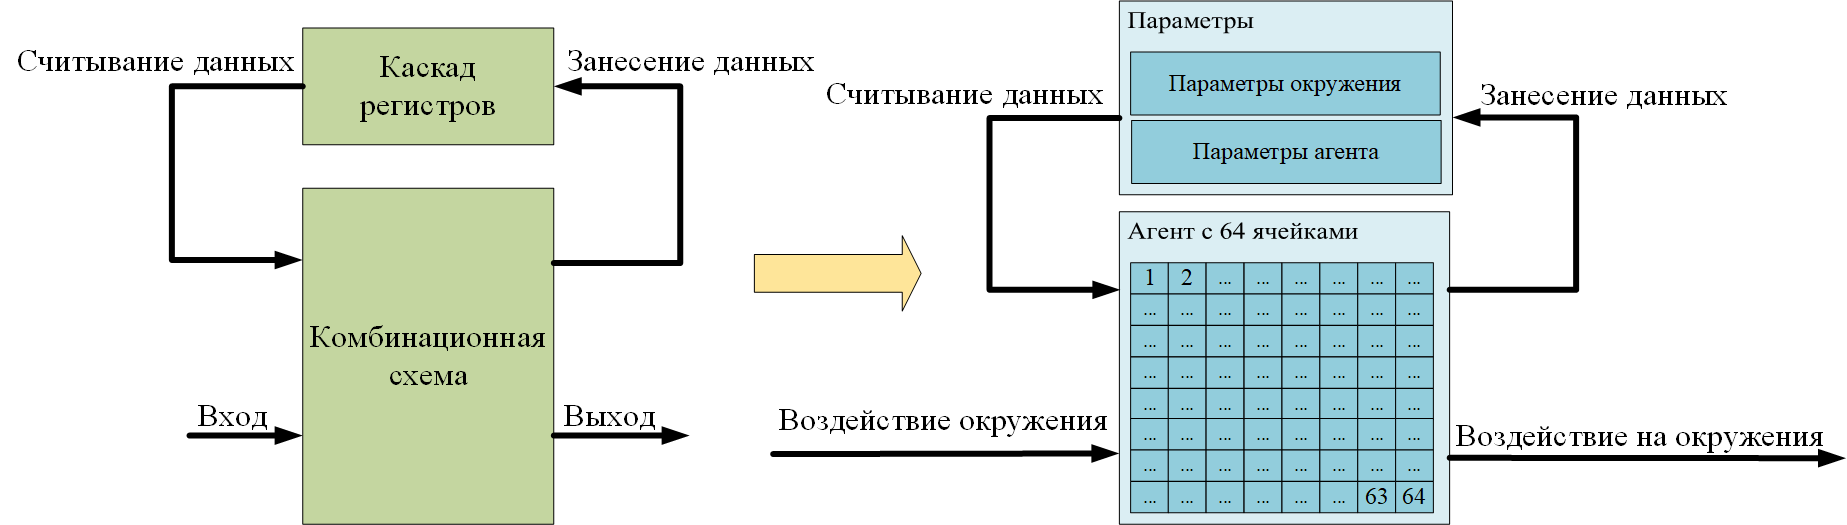 Считывание данных
Каскад
регистров
Занесение данных
Комбинационная
схема
Вход
Выход
Параметры
Параметры окружения
Параметры агента
Считывание данных
Занесение данных
Агент с 64 ячейками
1 2 ... ... ... ... ... ...
... ... ... ... ... ... ... ...
... ... ... ... ... ... ... ...
... ... ... ... ... ... ... ...
... ... ... ... ... ... ... ...
... ... ... ... ... ... ... ...
... ... ... ... ... ... ... ...
... ... ... ... ... ... 63 64
Воздействие окружения
Воздействие на окружения